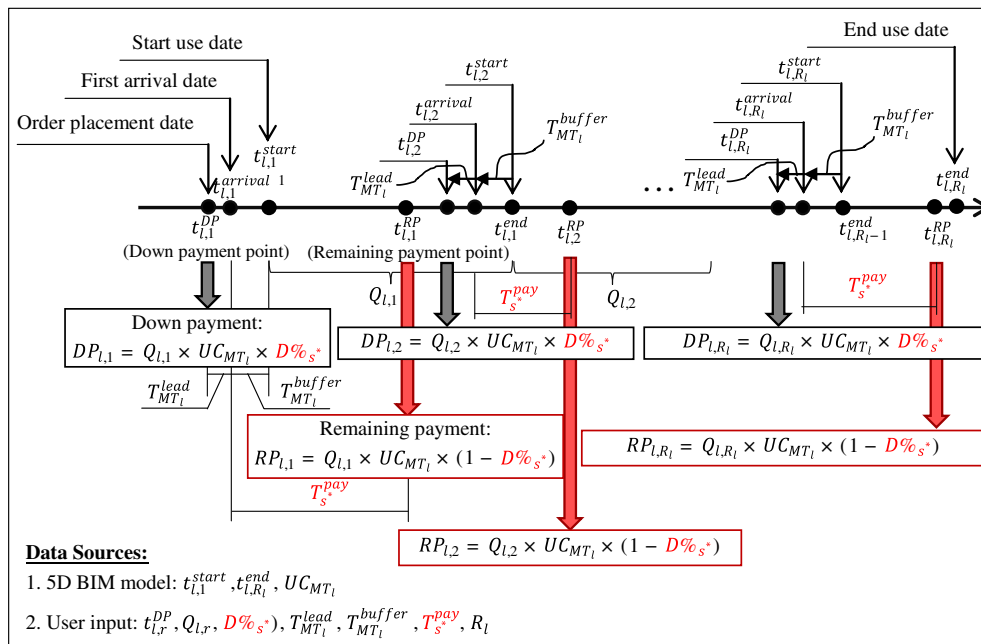 Start use date
End use date
First arrival date
Order placement date
t_{l,1}^{start}
t_{l,1}^{arrival 1}
t_{l,2}^{start}
t_{l,2}^{arrival}
t_{l,2}^{DP}
T_{MT_l}^{lead}
T_{MT_l}^{buffer}
...
t_{l,R_l}^{start}
t_{l,R_l}^{arrival}
t_{l,R_l}^{DP}
T_{MT_l}^{lead}
T_{MT_l}^{buffer}
t_{l,R_l}^{end}
t_{l,1}^{DP}
t_{l,1}^{RP}
t_{l,1}^{end}
t_{l,2}^{RP}
t_{l,R_l-1}^{end}
t_{l,R_l}^{RP}
(Down payment point)
(Remaining payment point)
Q_{l,1}
Q_{l,2}
T_{s*}^{pay}
T_{s*}^{pay}
Down payment:
DP_{l,1} = Q_{l,1} × UC_{MT_l} × D%_{s*}
DP_{l,2} = Q_{l,2} × UC_{MT_l} × D%_{s*}
DP_{l,R_l} = Q_{l,R_l} × UC_{MT_l} × D%_{s*}
T_{MT_l}^{lead}
T_{MT_l}^{buffer}
Remaining payment:
RP_{l,1} = Q_{l,1} × UC_{MT_l} × (1 − D%_{s*})
RP_{l,R_l} = Q_{l,R_l} × UC_{MT_l} × (1 − D%_{s*})
T_{s*}^{pay}
RP_{l,2} = Q_{l,2} × UC_{MT_l} × (1 − D%_{s*})
Data Sources:
1. 5D BIM model: t_{l,1}^{start} ,t_{l,R_l}^{end} , UC_{MT_l}
2. User input: t_{l,r}^{DP}, Q_{l,r}, D%_{s*}), T_{MT_l}^{lead}, T_{MT_l}^{buffer} , T_{s*}^{pay}, R_l